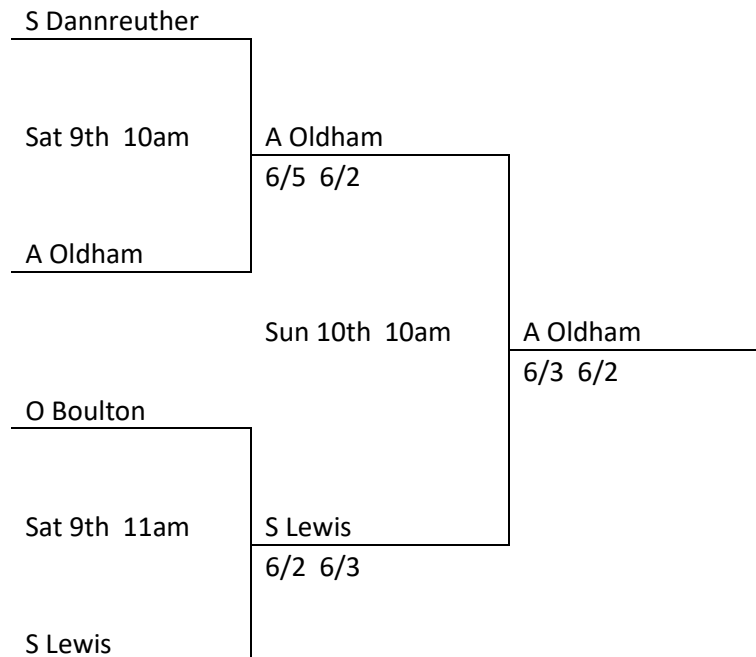 S Dannreuther
Sat 9th 10am
A Oldham
6/5 6/2
A Oldham
Sun 10th 10am
A Oldham
6/3 6/2
O Boulton
Sat 9th 11am
S Lewis
6/2 6/3
S Lewis